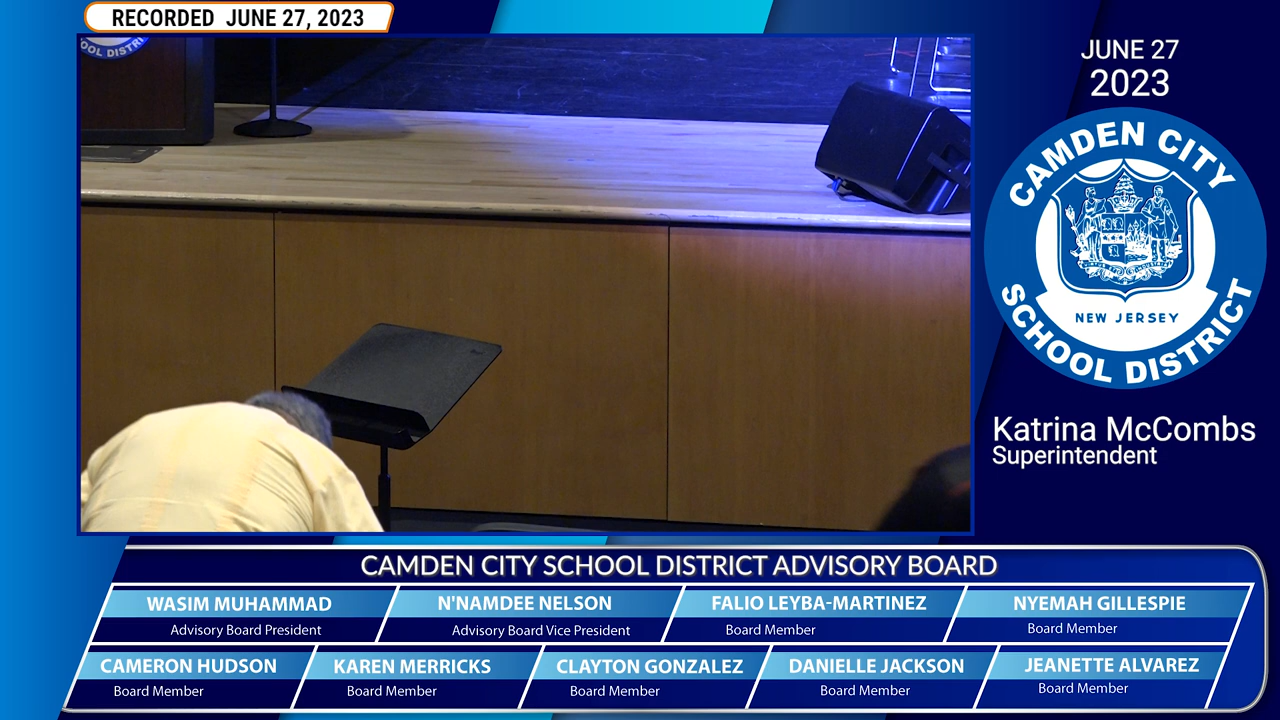 RECORDED JUNE 27, 2023
OOL DISTRI
JUNE 27
2023
CAMDEN CITY
NEW JERSEY
SCHOOL DISTRICT
Katrina McCombs
Superintendent
CAMDEN CITY SCHOOL DISTRICT ADVISORY BOARD
WASIM MUHAMMAD
Advisory Board President
N'NAMDEE NELSON
Advisory Board Vice President
FALIO LEYBA-MARTINEZ
Board Member
NYEMAH GILLESPIE
Board Member
CAMERON HUDSON
Board Member
KAREN MERRICKS
Board Member
CLAYTON GONZALEZ
Board Member
DANIELLE JACKSON
Board Member
JEANETTE ALVAREZ
Board Member